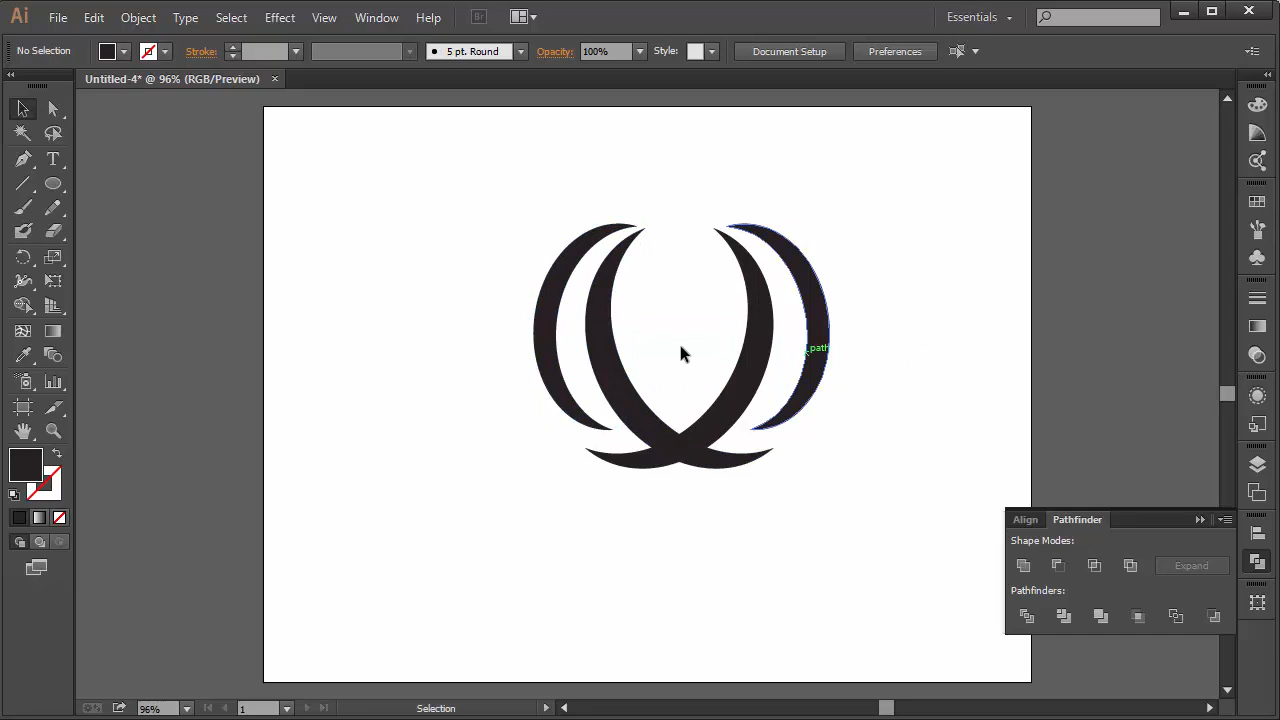 Ai File Edit Object Type Select Effect View Window Help Br Essentials
No Selection Stroke: 5 pt. Round Opacity: 100% Style: Document Setup Preferences
Untitled-4* @ 96% (RGB/Preview) ×
T
path
Align Pathfinder
Shape Modes:
Expand
Pathfinders:
96% 1 Selection